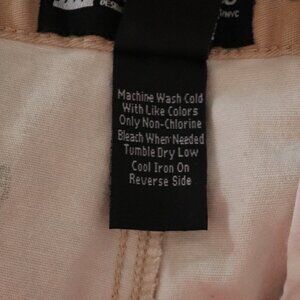 Machine Wash Cold
With Like Colors
Only Non-Chlorine
Bleach When Needed
Tumble Dry Low
Cool Iron On
Reverse Side